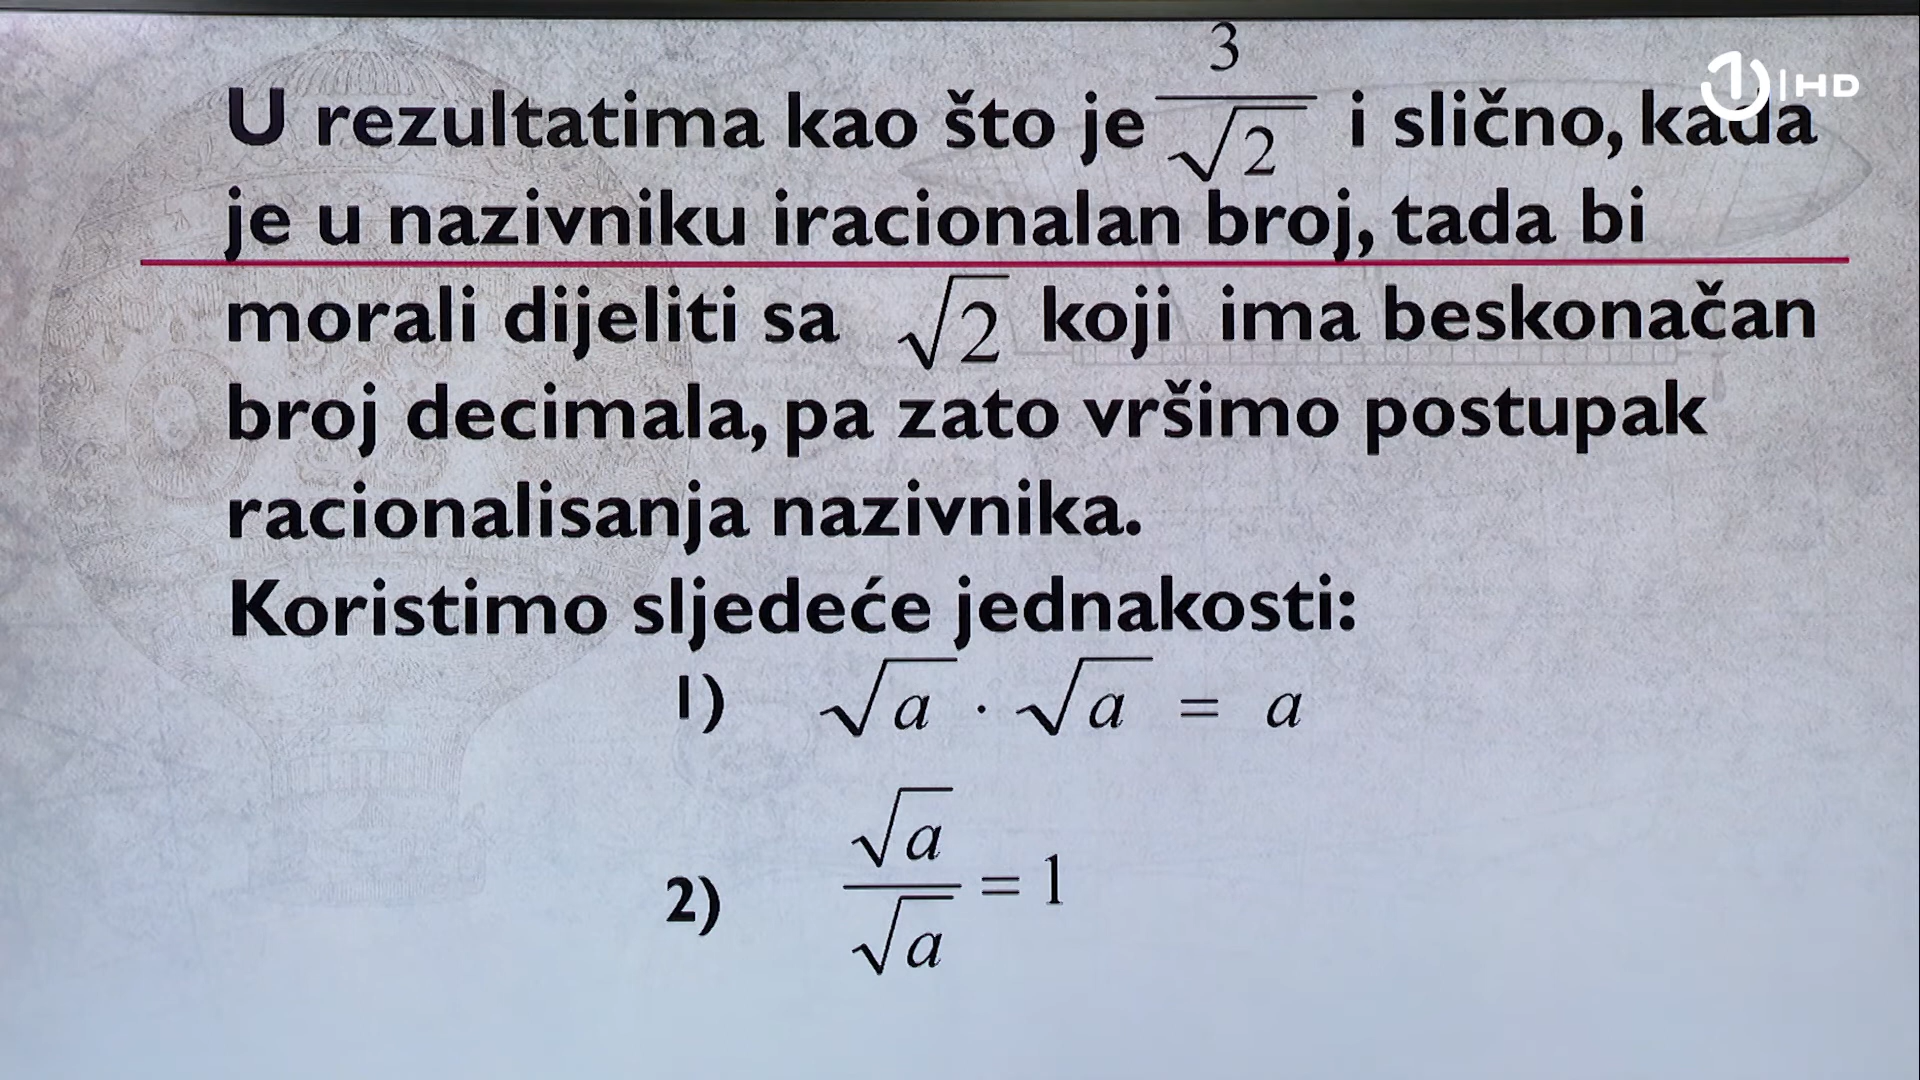 U rezultatima kao što je 3/√2 i slično, kada
je u nazivniku iracionalan broj, tada bi
morali dijeliti sa √2 koji ima beskonačan
broj decimala, pa zato vršimo postupak
racionalisanja nazivnika.
Koristimo sljedeće jednakosti:
1) √a · √a = a
2) √a/√a = 1
1|HD